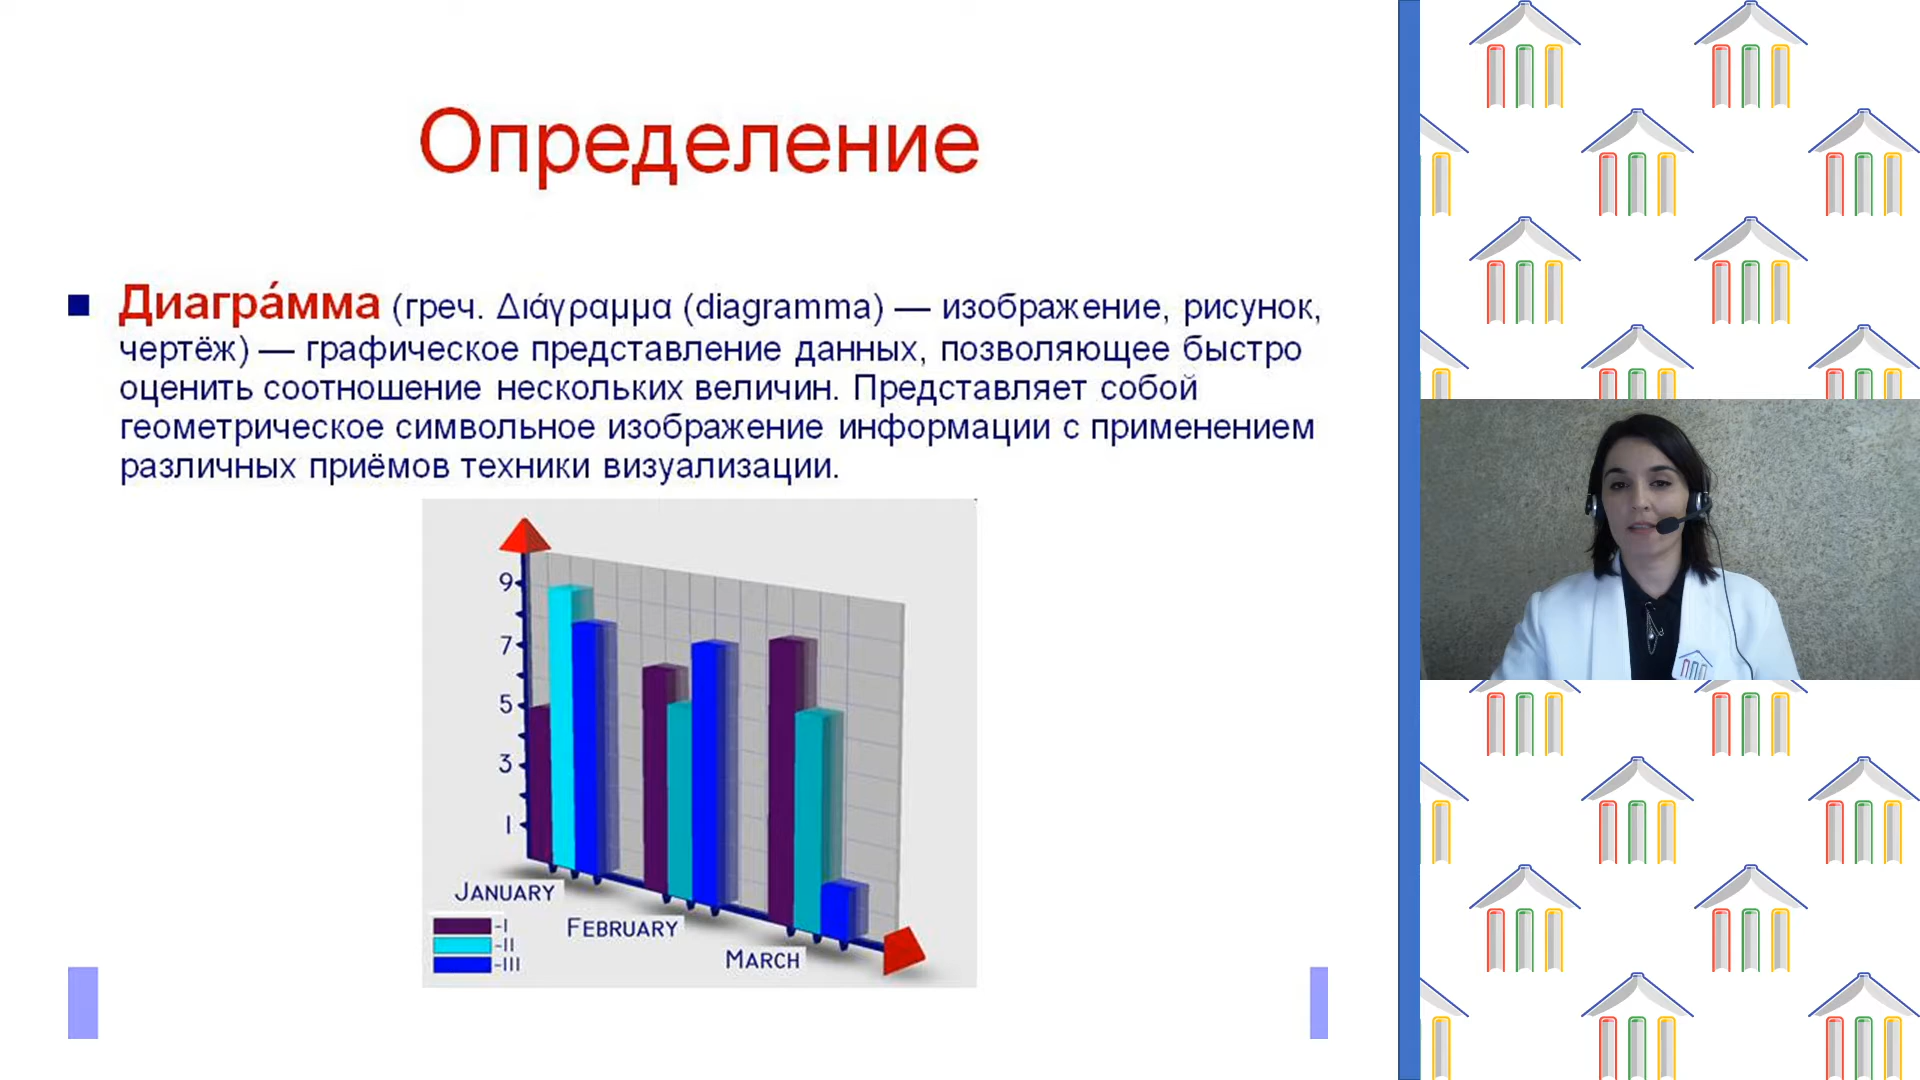 Определение
Диагра́мма (греч. Διάγραμμα (diagramma) — изображение, рисунок,
чертёж) — графическое представление данных, позволяющее быстро
оценить соотношение нескольких величин. Представляет собой
геометрическое символьное изображение информации с применением
различных приёмов техники визуализации.
9
7
5
3
1
JANUARY
FEBRUARY
MARCH
-I
-II
-III